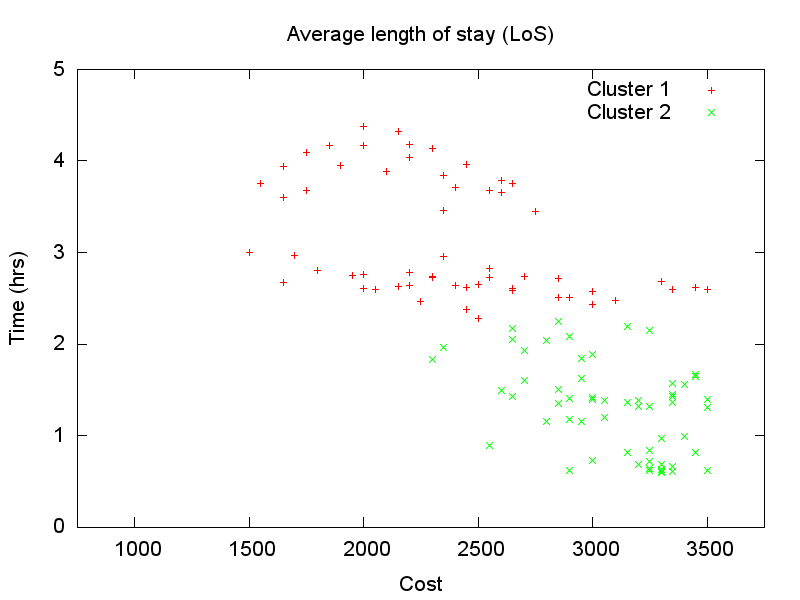 Average length of stay (LoS)
Cluster 1
Cluster 2
5
4
3
2
1
0
Time (hrs)
1000 1500 2000 2500 3000 3500
Cost